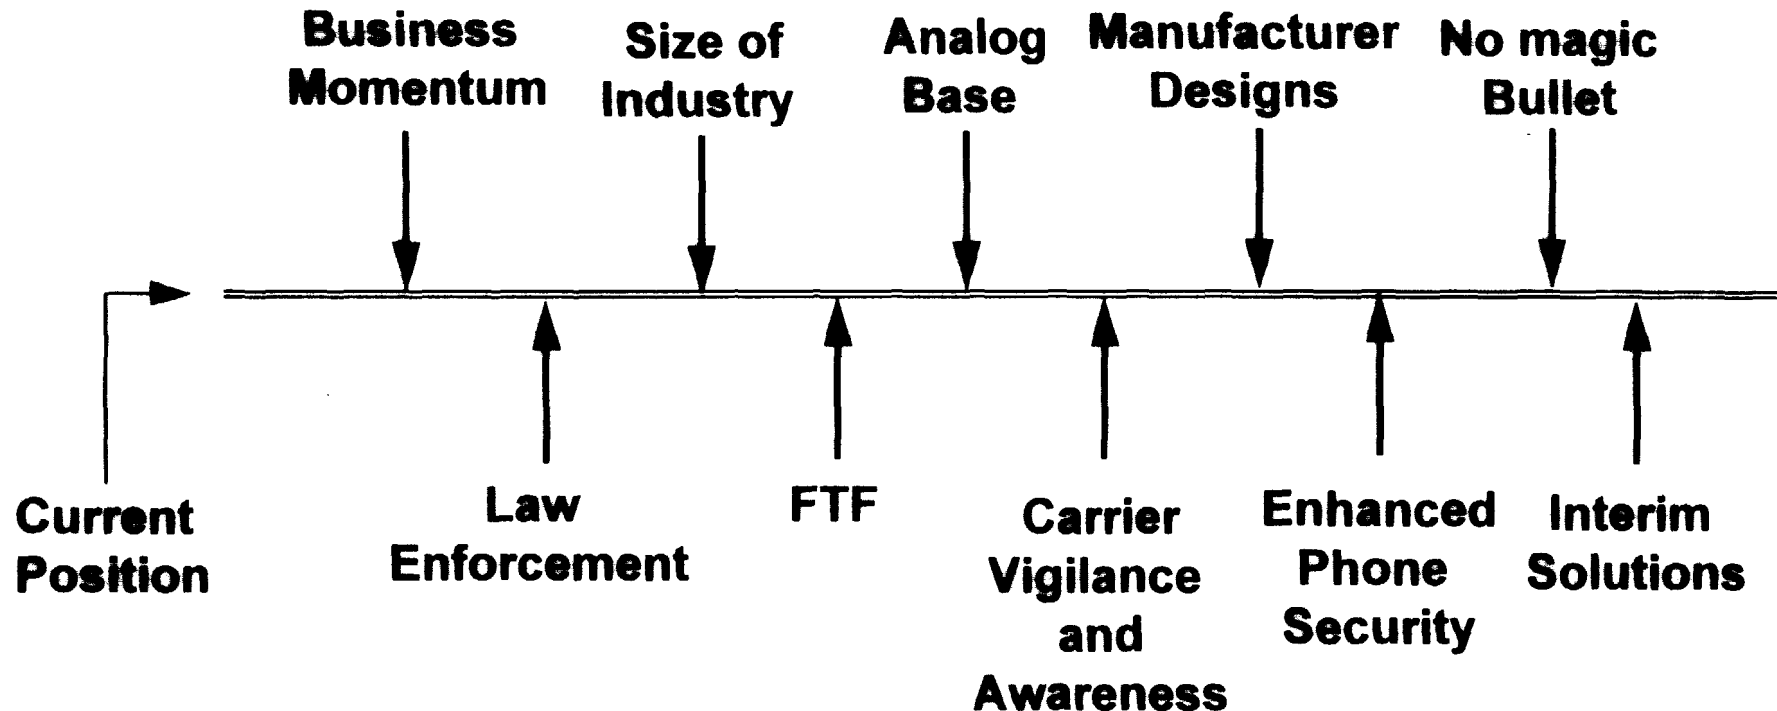 Business
Momentum
Size of
Industry
Analog
Base
Manufacturer
Designs
No magic
Bullet
Current
Position
Law
Enforcement
FTF
Carrier
Vigilance
and
Awareness
Enhanced
Phone
Security
Interim
Solutions